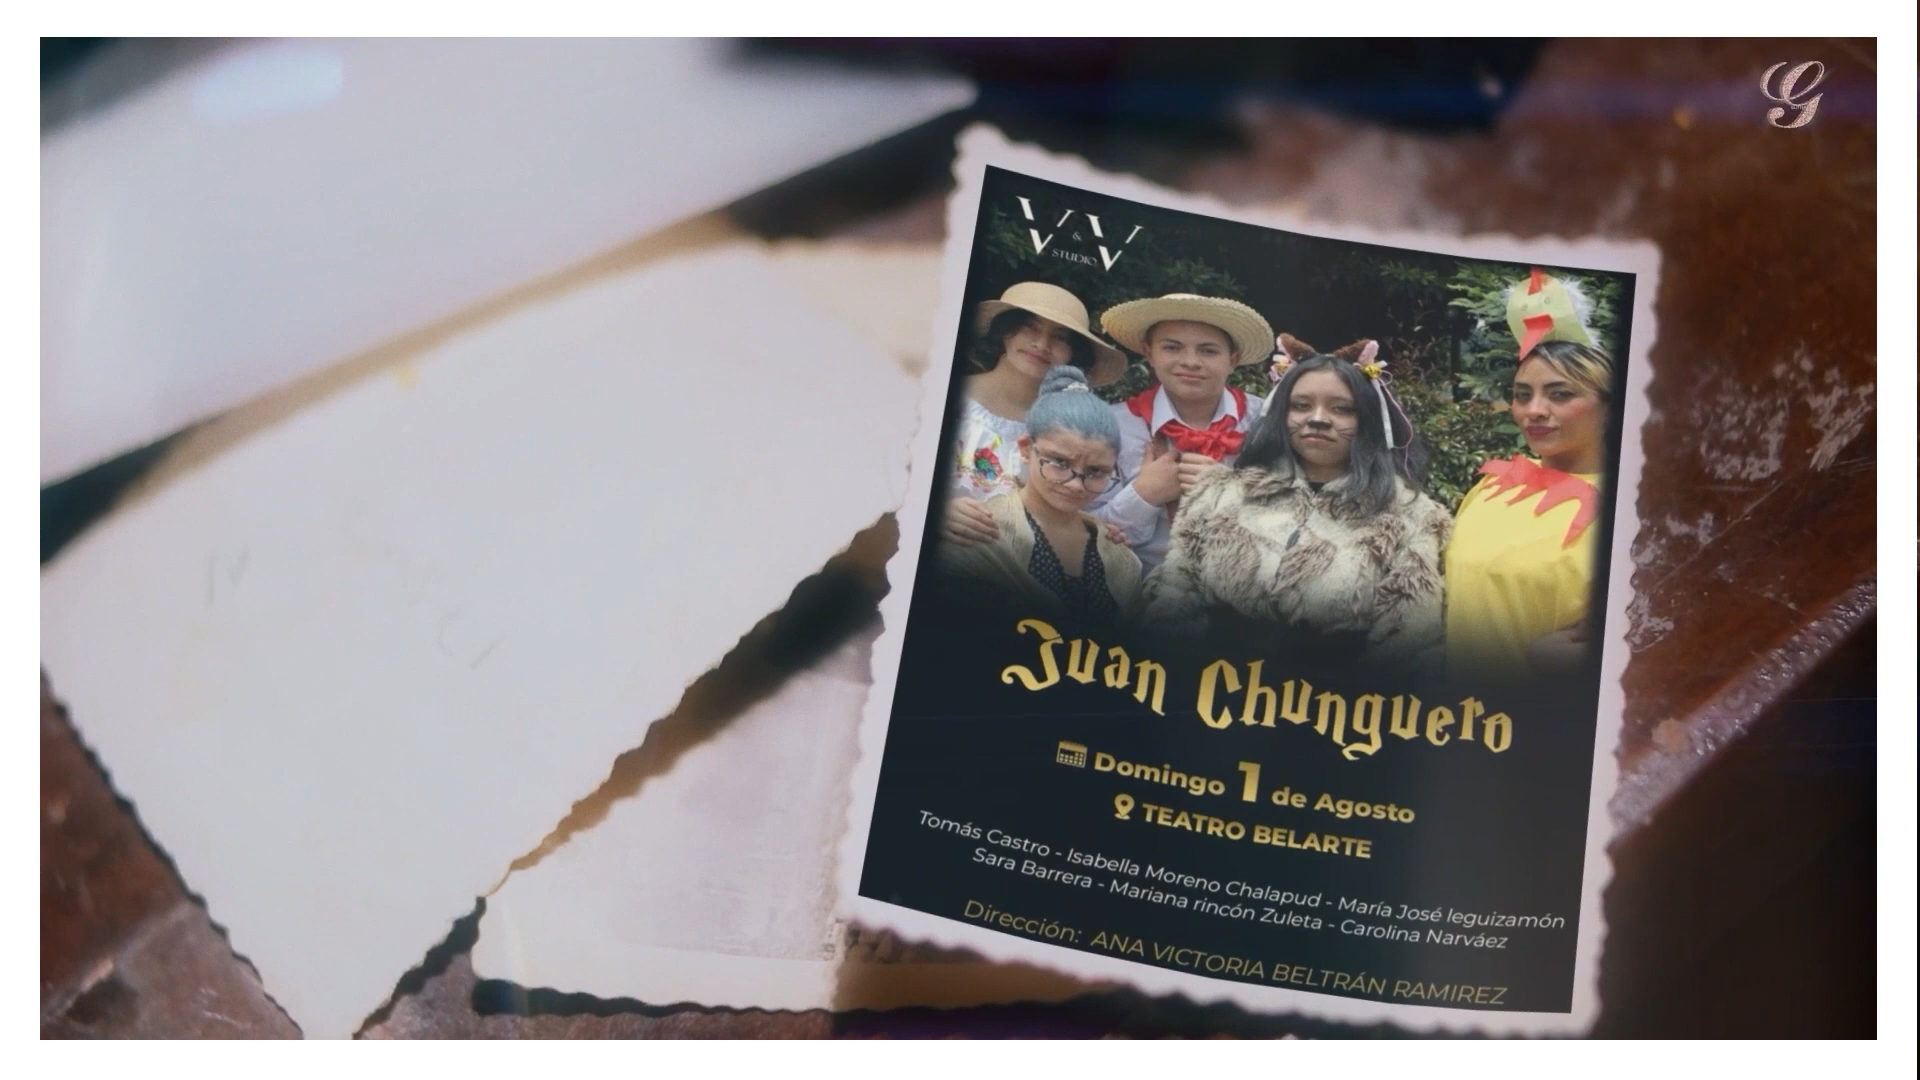 G
V & V
STUDIO
Juan Chunguero
Domingo 1 de Agosto
TEATRO BELARTE
Tomás Castro - Isabella Moreno Chalapud - María José leguizamón
Sara Barrera - Mariana rincón Zuleta - Carolina Narváez
Dirección: ANA VICTORIA BELTRÁN RAMIREZ